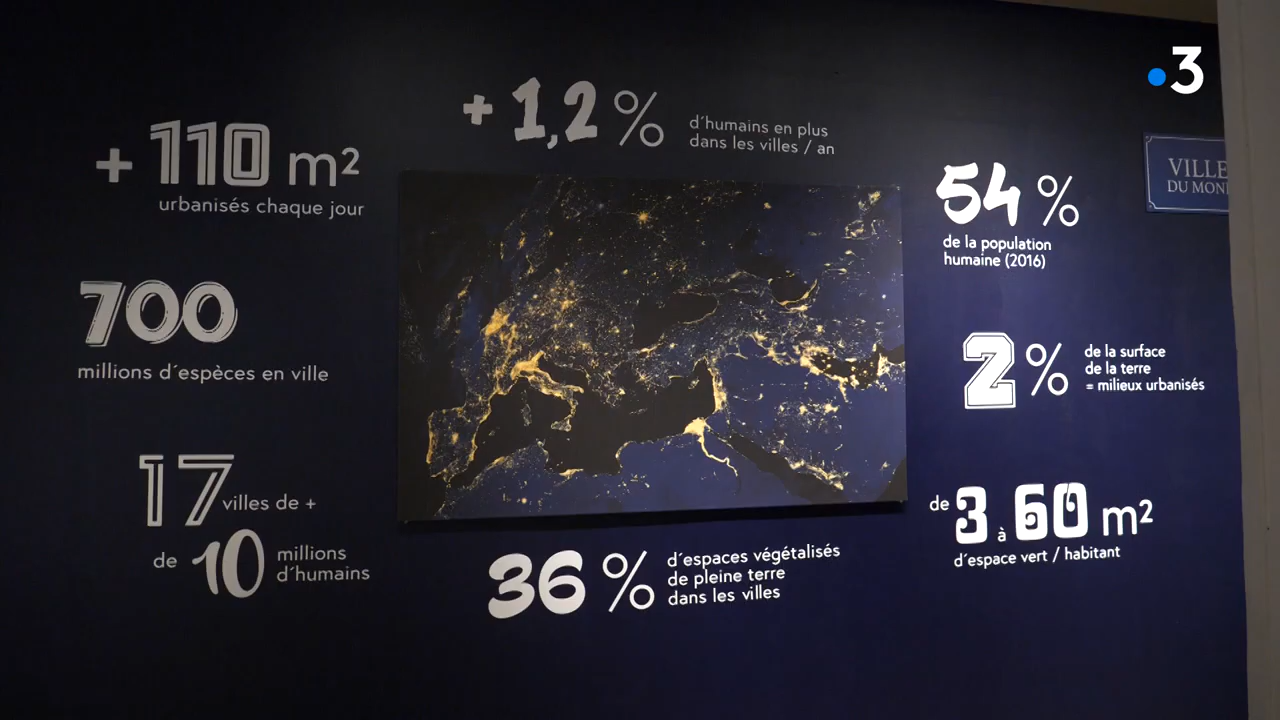 3
+ 1,2 %
d´humains en plus
dans les villes / an
+ 110 m²
urbanisés chaque jour
54 %
de la population
humaine (2016)
VILLE
DU MON
700
millions d´espèces en ville
2 %
de la surface
de la terre
= milieux urbanisés
17 villes de +
de 10 millions
d´humains
36 %
d´espaces végétalisés
de pleine terre
dans les villes
de 3 à 60 m²
d´espace vert / habitant